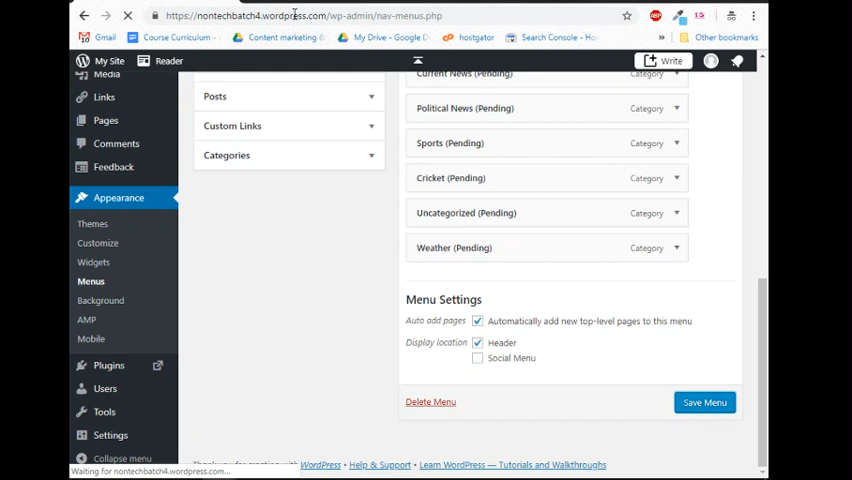 https://nontechbatch4.wordpress.com/wp-admin/nav-menus.php
Gmail
Course Curriculum -
Content marketing &
My Drive - Google D
hostgator
Search Console - Ho
»
Other bookmarks
My Site
Reader
Write
Media
Links
Pages
Comments
Feedback
Appearance
Themes
Customize
Widgets
Menus
Background
AMP
Mobile
Plugins
Users
Tools
Settings
Collapse menu
Posts
Custom Links
Categories
Current News (Pending) Category
Political News (Pending) Category
Sports (Pending) Category
Cricket (Pending) Category
Uncategorized (Pending) Category
Weather (Pending) Category
Menu Settings
Auto add pages Automatically add new top-level pages to this menu
Display location Header
Social Menu
Delete Menu
Save Menu
Thank you for creating with WordPress • Help & Support • Learn WordPress — Tutorials and Walkthroughs
Waiting for nontechbatch4.wordpress.com...